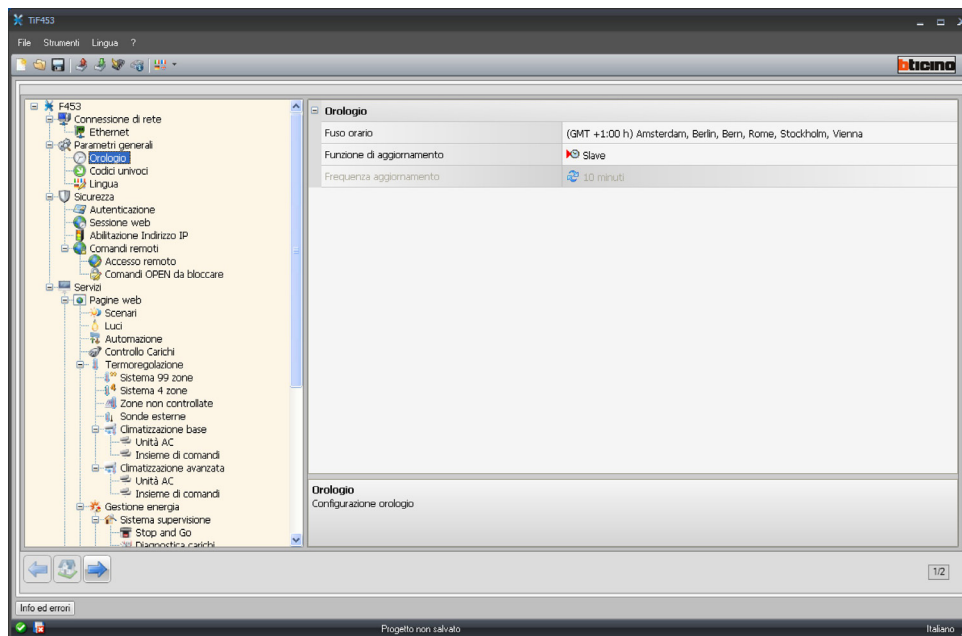 TiF453
File Strumenti Lingua ?
bticino
F453
Connessione di rete
Ethernet
Parametri generali
Orologio
Codici univoci
Lingua
Sicurezza
Autenticazione
Sessione web
Abilitazione Indirizzo IP
Comandi remoti
Accesso remoto
Comandi OPEN da bloccare
Servizi
Pagine web
Scenari
Luci
Automazione
Controllo Carichi
Termoregolazione
Sistema 99 zone
Sistema 4 zone
Zone non controllate
Sonde esterne
Climatizzazione base
Unità AC
Insieme di comandi
Climatizzazione avanzata
Unità AC
Insieme di comandi
Gestione energia
Sistema supervisione
Stop and Go
Diagnostica carichi
Orologio
Fuso orario (GMT +1:00 h) Amsterdam, Berlin, Bern, Rome, Stockholm, Vienna
Funzione di aggiornamento Slave
Frequenza aggiornamento 10 minuti
Orologio
Configurazione orologio
1/2
Info ed errori
Progetto non salvato Italiano